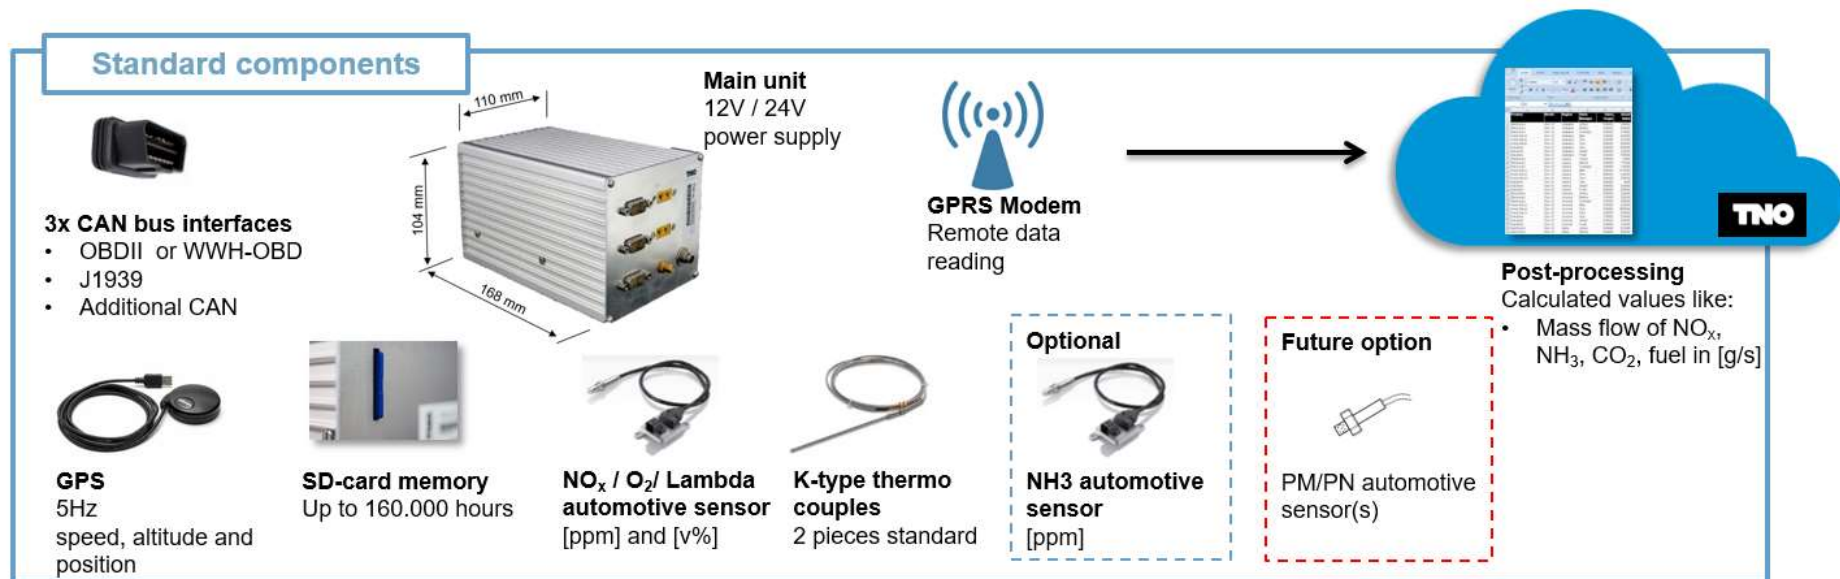 Standard components
3x CAN bus interfaces
• OBDII or WWH-OBD
• J1939
• Additional CAN
110 mm
104 mm
168 mm
TNO
Main unit
12V / 24V
power supply
GPRS Modem
Remote data
reading
TNO
Post-processing
Calculated values like:
• Mass flow of NOₓ,
NH₃, CO₂, fuel in [g/s]
GPS
5Hz
speed, altitude and
position
SD-card memory
Up to 160.000 hours
NOₓ / O₂/ Lambda
automotive sensor
[ppm] and [v%]
K-type thermo
couples
2 pieces standard
Optional
NH3 automotive
sensor
[ppm]
Future option
PM/PN automotive
sensor(s)